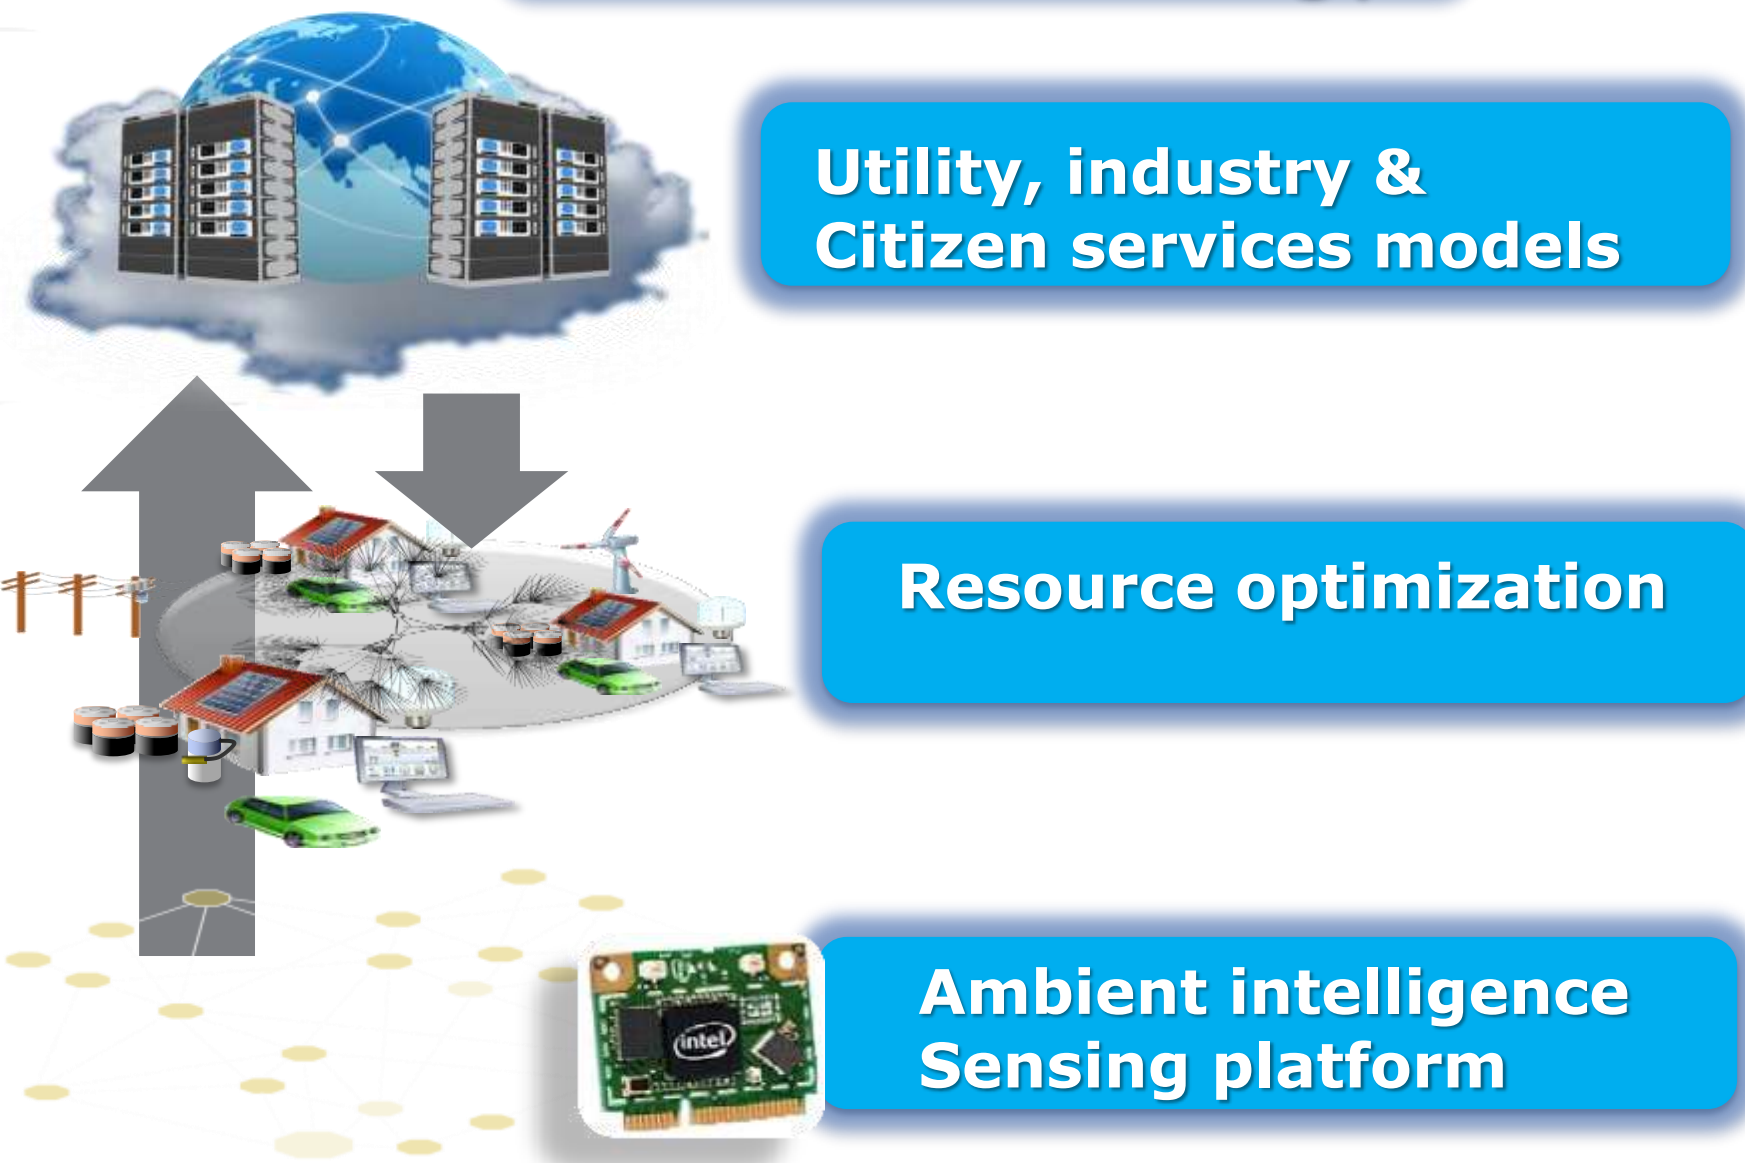 Utility, industry &
Citizen services models
Resource optimization
Ambient intelligence
Sensing platform
intel